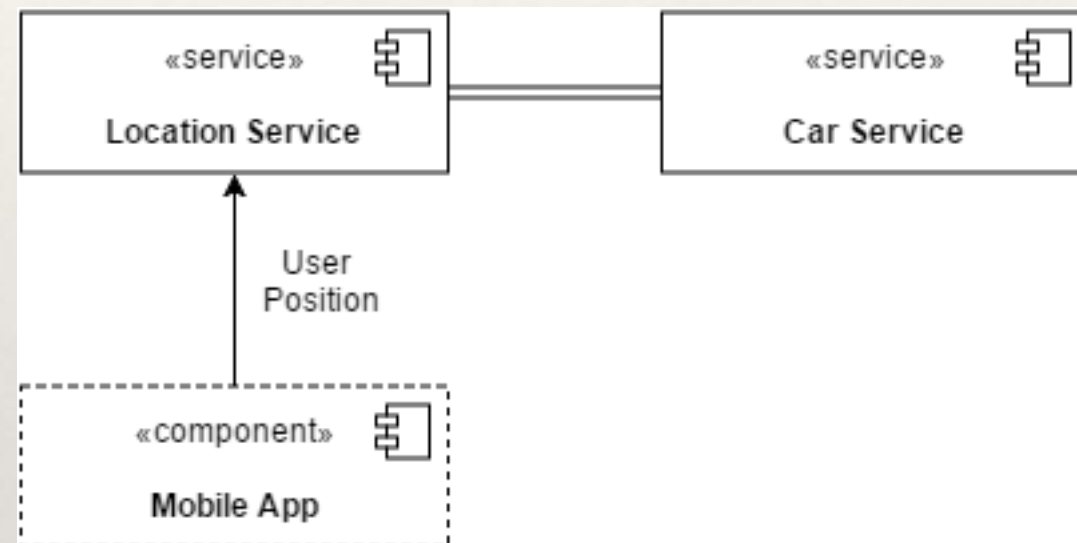 «service»
Location Service
«service»
Car Service
User
Position
«component»
Mobile App